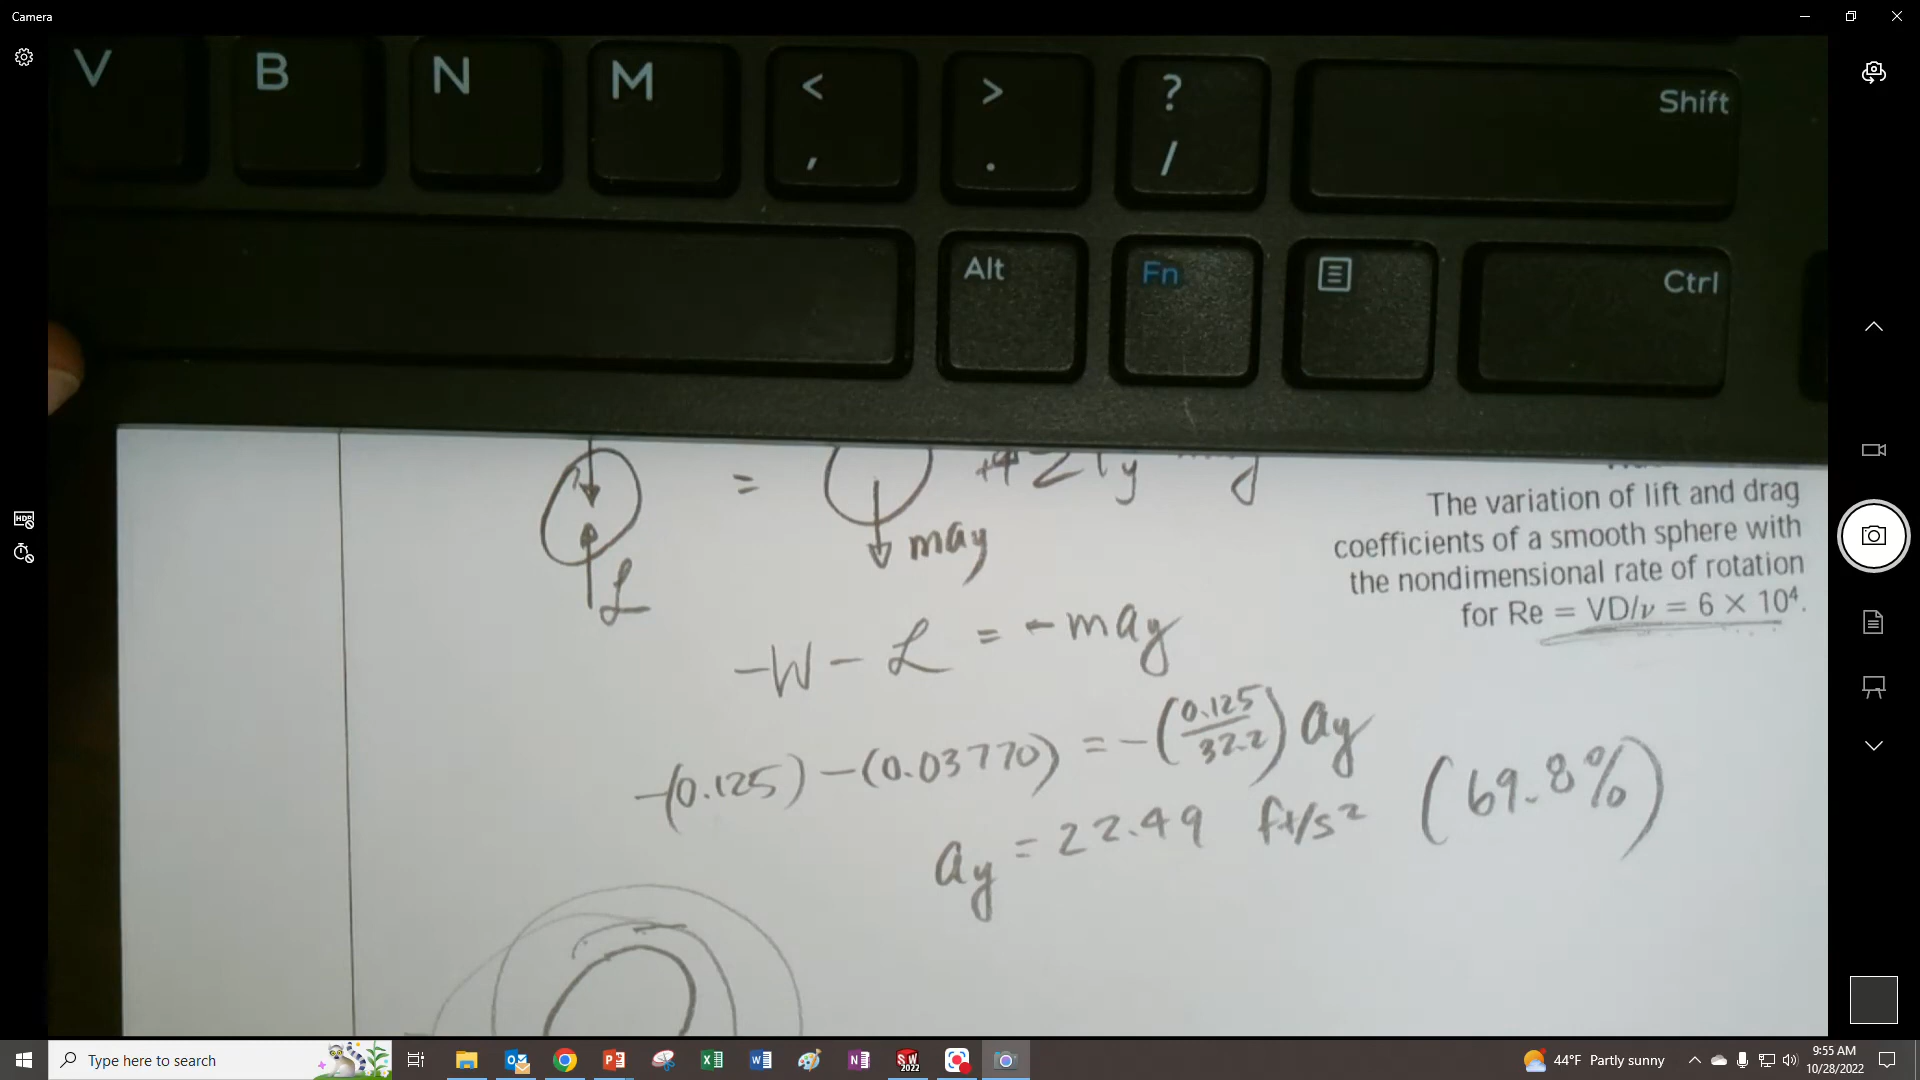 Camera
V B N M < , > . ? / Shift
Alt Fn Ctrl
=
may
L
The variation of lift and drag
coefficients of a smooth sphere with
the nondimensional rate of rotation
for Re = VD/ν = 6 × 10⁴.
-W - L = -may
-(0.125) -(0.03770) = -(0.125/32.2) ay
ay = 22.49 ft/s² (69.8%)
Type here to search
44°F Partly sunny
9:55 AM
10/28/2022